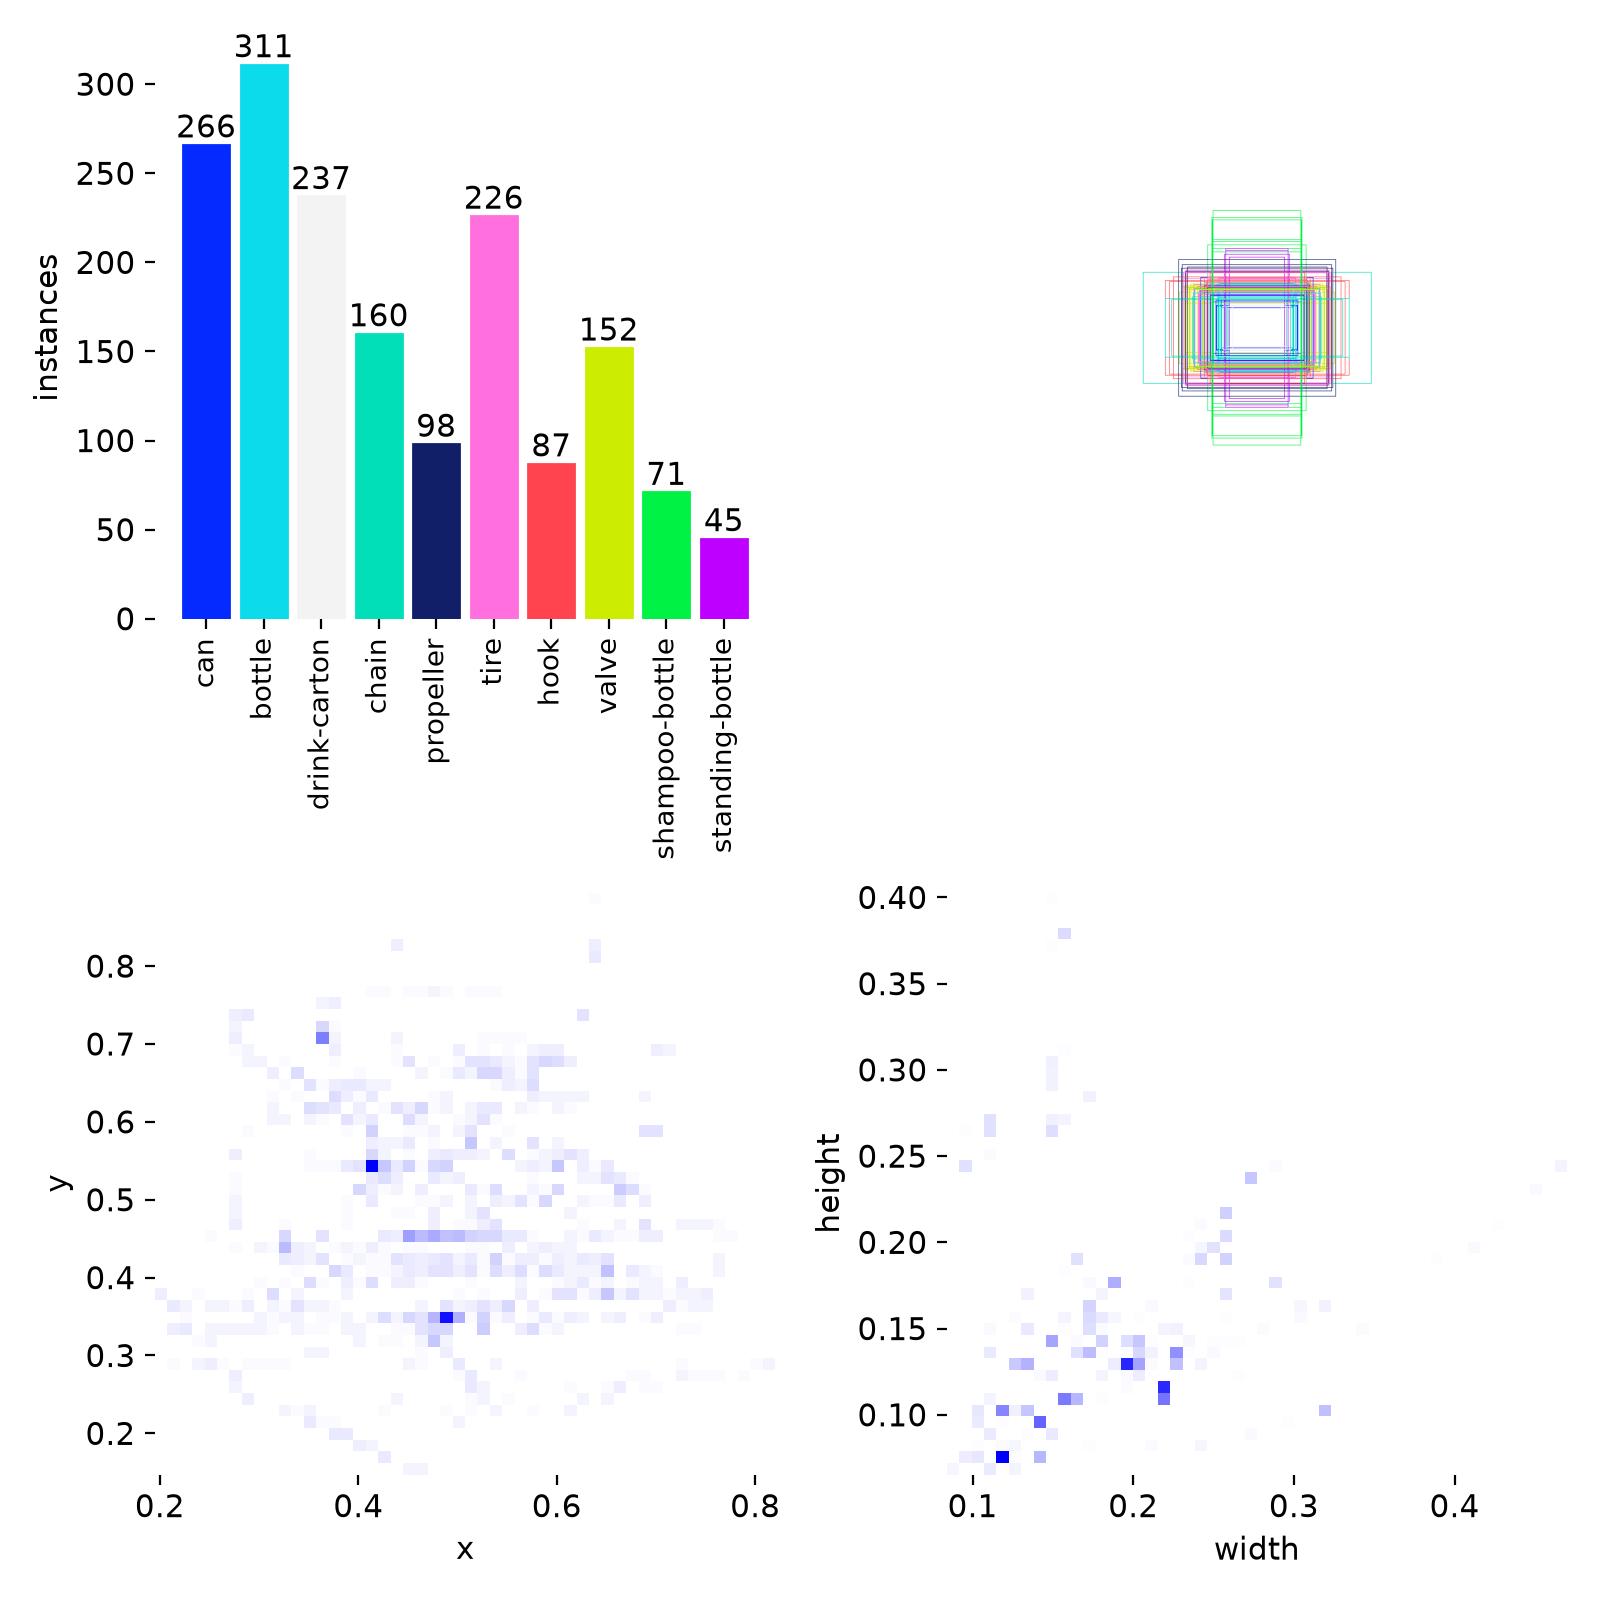 311
300
266
250
237
226
200
instances
160
150
152
100
98
87
71
50
45
0
can
bottle
drink-carton
chain
propeller
tire
hook
valve
shampoo-bottle
standing-bottle
0.8
0.7
0.6
0.5
0.4
0.3
0.2
y
0.2 0.4 0.6 0.8
x
0.40
0.35
0.30
0.25
0.20
0.15
0.10
height
0.1 0.2 0.3 0.4
width